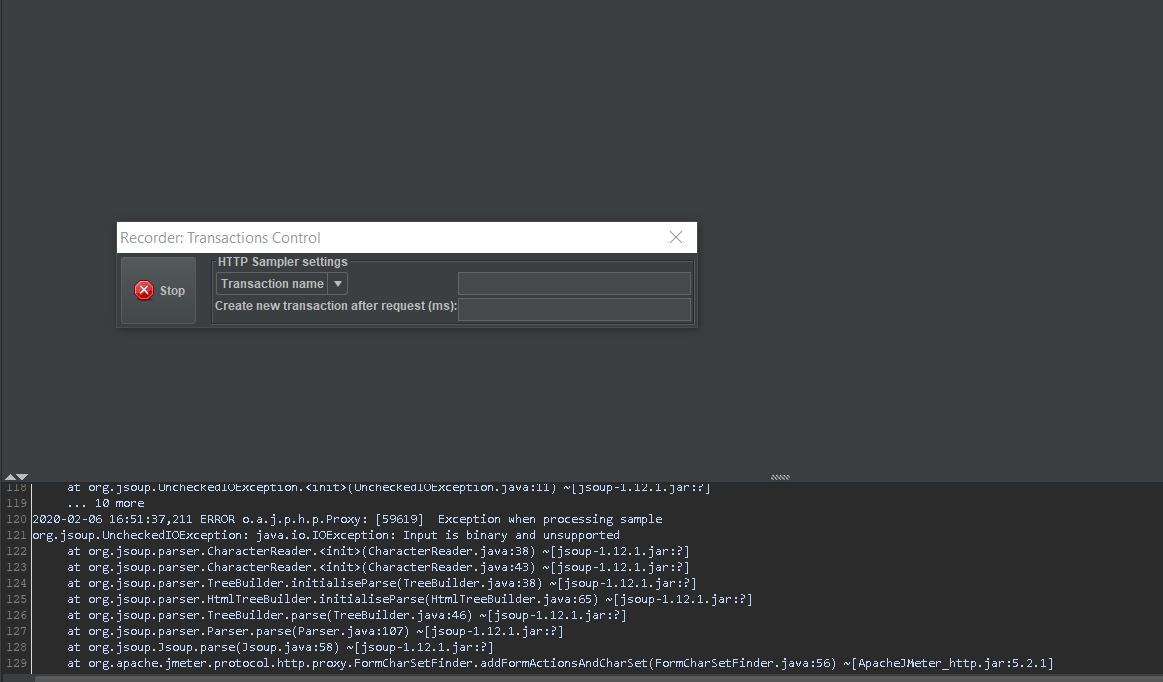 Recorder: Transactions Control
HTTP Sampler settings
Stop
Transaction name
Create new transaction after request (ms):
118 at org.jsoup.UncheckedIOException.<init>(UncheckedIOException.java:11) ~[jsoup-1.12.1.jar:?]
119 ... 10 more
120 2020-02-06 16:51:37,211 ERROR o.a.j.p.h.p.Proxy: [59619]  Exception when processing sample
121 org.jsoup.UncheckedIOException: java.io.IOException: Input is binary and unsupported
122 at org.jsoup.parser.CharacterReader.<init>(CharacterReader.java:38) ~[jsoup-1.12.1.jar:?]
123 at org.jsoup.parser.CharacterReader.<init>(CharacterReader.java:43) ~[jsoup-1.12.1.jar:?]
124 at org.jsoup.parser.TreeBuilder.initialiseParse(TreeBuilder.java:38) ~[jsoup-1.12.1.jar:?]
125 at org.jsoup.parser.HtmlTreeBuilder.initialiseParse(HtmlTreeBuilder.java:65) ~[jsoup-1.12.1.jar:?]
126 at org.jsoup.parser.TreeBuilder.parse(TreeBuilder.java:46) ~[jsoup-1.12.1.jar:?]
127 at org.jsoup.parser.Parser.parse(Parser.java:107) ~[jsoup-1.12.1.jar:?]
128 at org.jsoup.Jsoup.parse(Jsoup.java:58) ~[jsoup-1.12.1.jar:?]
129 at org.apache.jmeter.protocol.http.proxy.FormCharSetFinder.addFormActionsAndCharSet(FormCharSetFinder.java:56) ~[ApacheJMeter_http.jar:5.2.1]